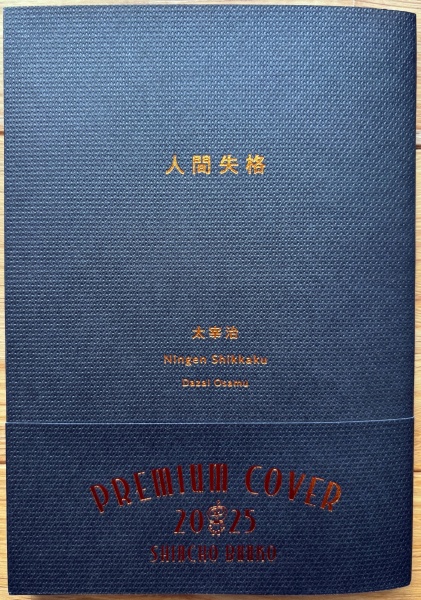 人間失格
太宰治
Ningen Shikkaku
Dazai Osamu
PREMIUM COVER
2025
SHINCHO BUNKO